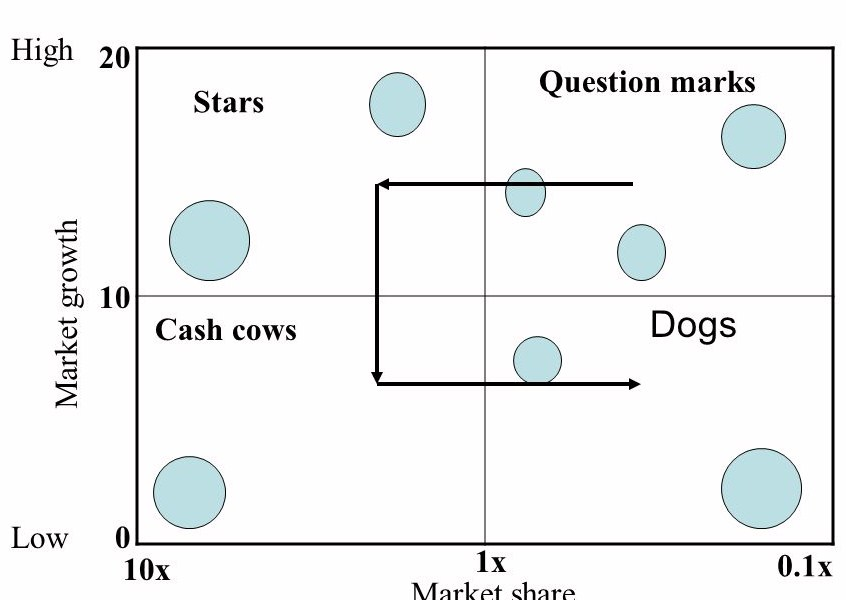 High
20
Question marks
Stars
Market growth
10
Cash cows
Dogs
Low
0
10x
1x
0.1x
Market share